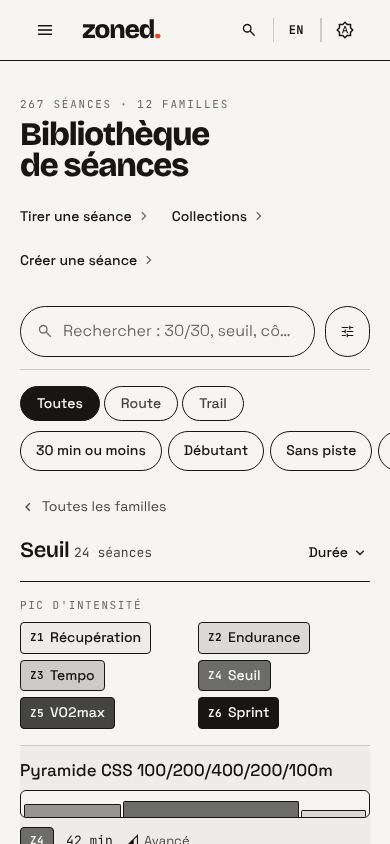 zoned.
EN
A
267 SÉANCES · 12 FAMILLES
Bibliothèque
de séances
Tirer une séance
Collections
Créer une séance
Rechercher : 30/30, seuil, cô…
Toutes
Route
Trail
30 min ou moins
Débutant
Sans piste
Toutes les familles
Seuil 24 séances
Durée
PIC D'INTENSITÉ
Z1 Récupération
Z2 Endurance
Z3 Tempo
Z4 Seuil
Z5 VO2max
Z6 Sprint
Pyramide CSS 100/200/400/200/100m
Z4 42 min Avancé